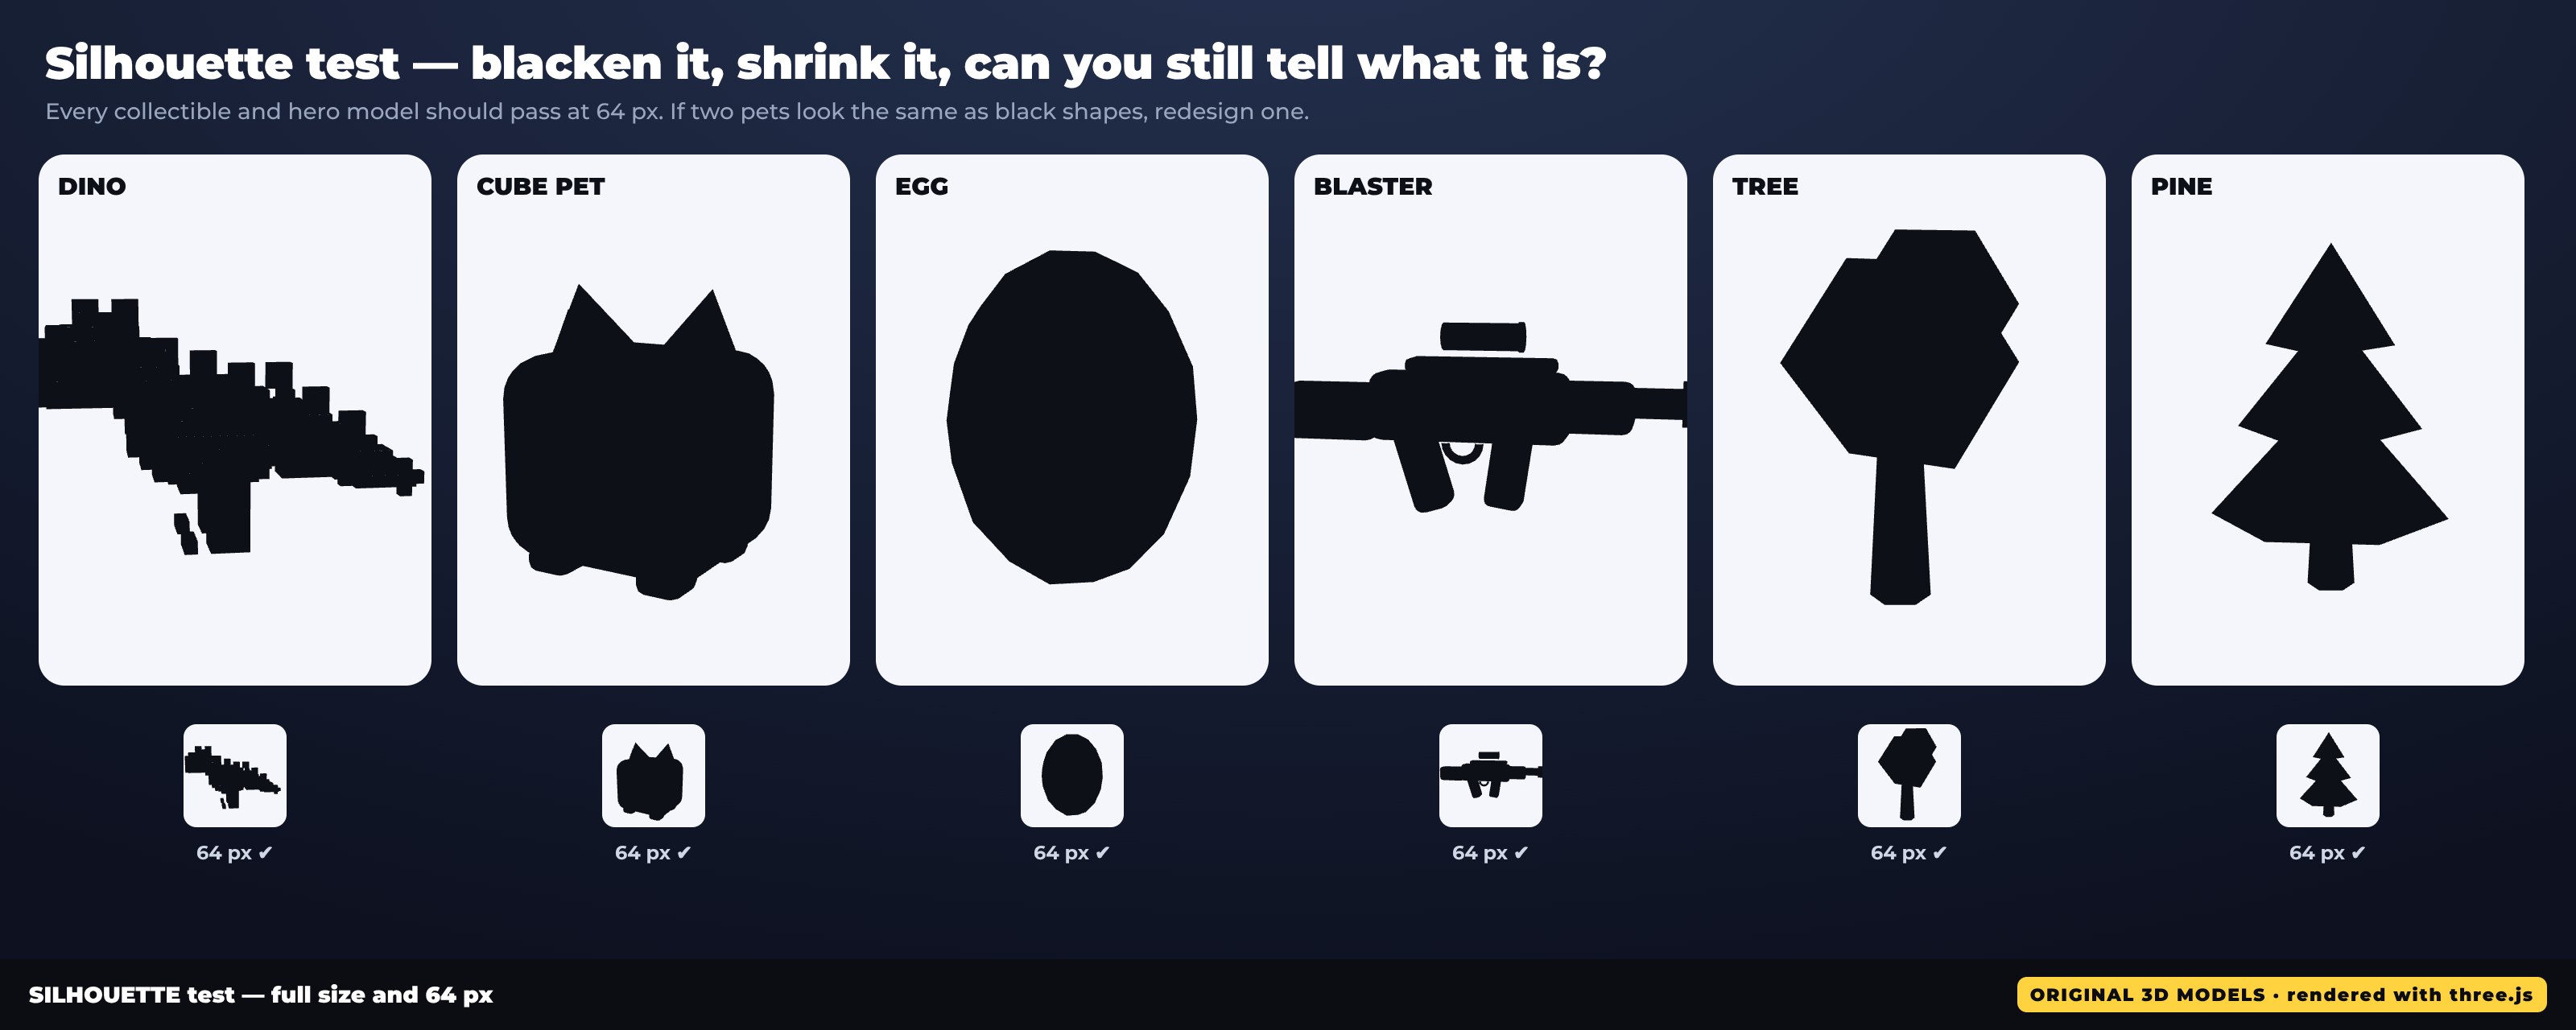 Silhouette test — blacken it, shrink it, can you still tell what it is?
Every collectible and hero model should pass at 64 px. If two pets look the same as black shapes, redesign one.
DINO
CUBE PET
EGG
BLASTER
TREE
PINE
64 px ✔
64 px ✔
64 px ✔
64 px ✔
64 px ✔
64 px ✔
SILHOUETTE test — full size and 64 px
ORIGINAL 3D MODELS · rendered with three.js